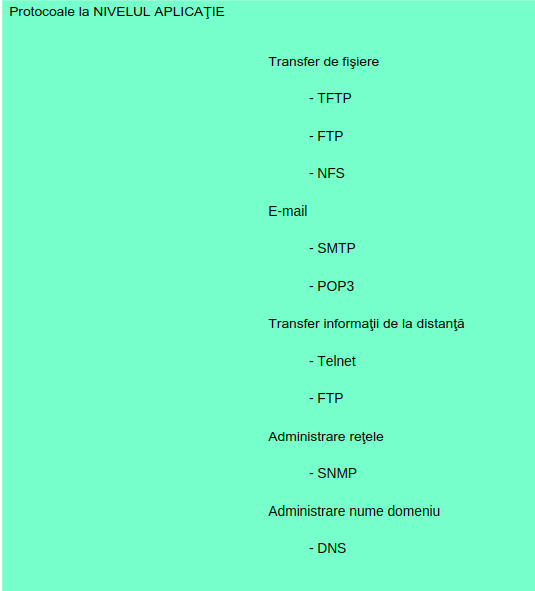 Protocoale la NIVELUL APLICAŢIE
Transfer de fişiere
- TFTP
- FTP
- NFS
E-mail
- SMTP
- POP3
Transfer informaţii de la distanţă
- Telnet
- FTP
Administrare reţele
- SNMP
Administrare nume domeniu
- DNS